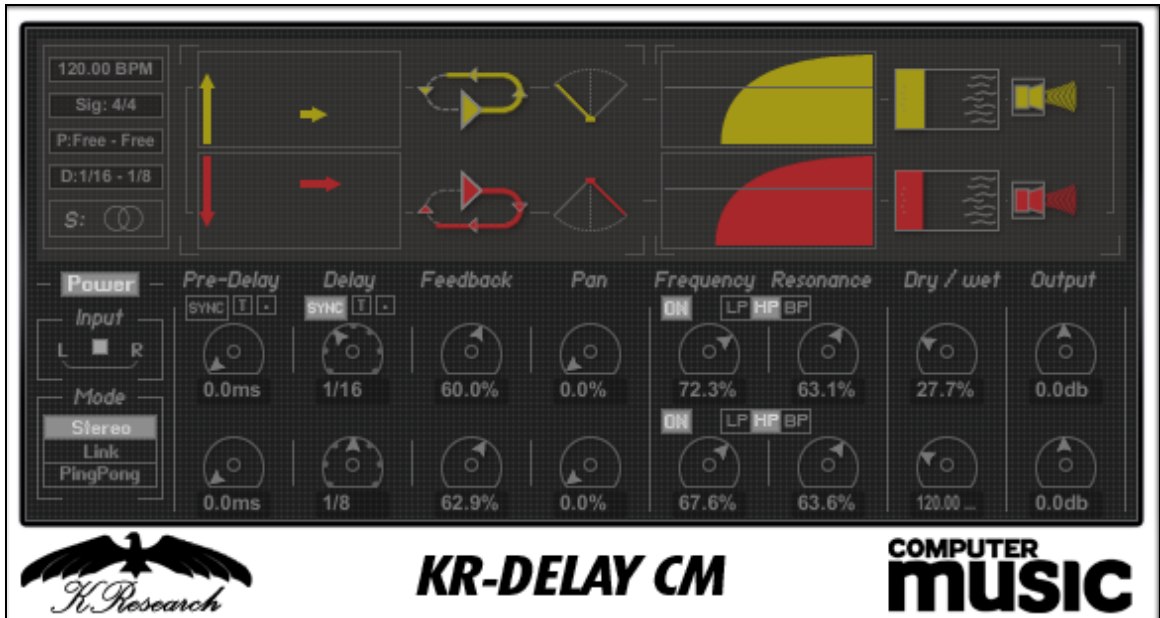 120.00 BPM
Sig: 4/4
P:Free - Free
D:1/16 - 1/8
S:
Power
Pre-Delay Delay Feedback Pan Frequency Resonance Dry / wet Output
SYNC T . SYNC T . ON LP HP BP
Input
L R
0.0ms 1/16 60.0% 0.0% 72.3% 63.1% 27.7% 0.0db
Mode
Stereo
Link
PingPong
ON LP HP BP
0.0ms 1/8 62.9% 0.0% 67.6% 63.6% 120.00 ... 0.0db
K Research
KR-DELAY CM
COMPUTER
music